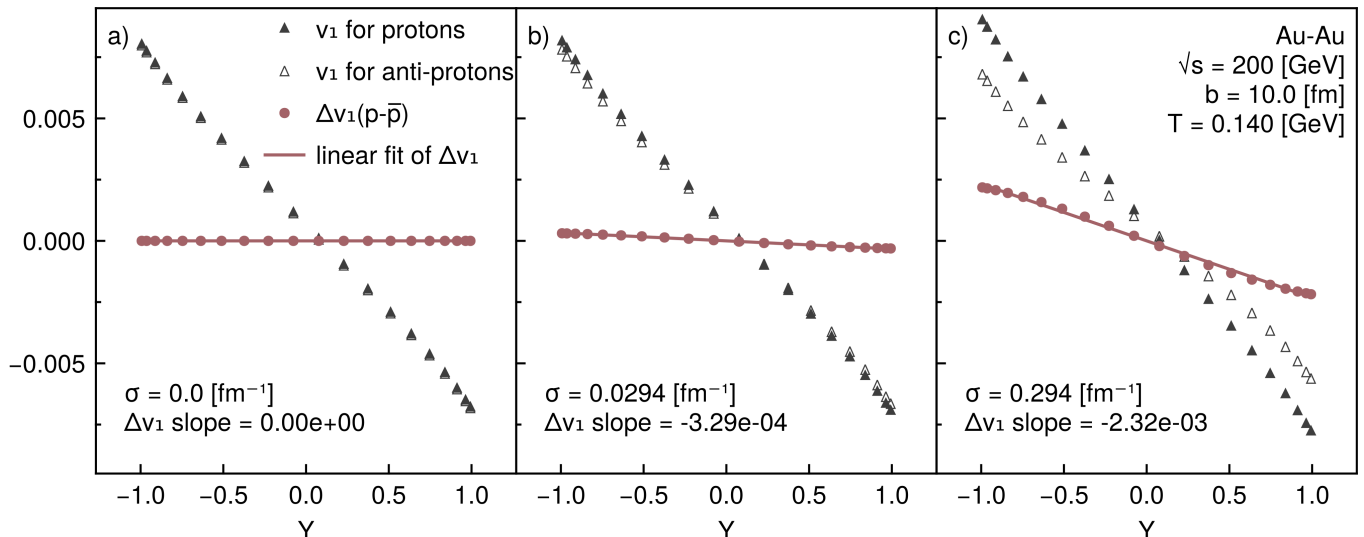 a)
v₁ for protons
v₁ for anti-protons
Δv₁(p-p̅)
linear fit of Δv₁
b)
c)
Au-Au
√s = 200 [GeV]
b = 10.0 [fm]
T = 0.140 [GeV]
0.005
0.000
−0.005
σ = 0.0 [fm⁻¹]
Δv₁ slope = 0.00e+00
σ = 0.0294 [fm⁻¹]
Δv₁ slope = -3.29e-04
σ = 0.294 [fm⁻¹]
Δv₁ slope = -2.32e-03
−1.0 −0.5 0.0 0.5 1.0
−1.0 −0.5 0.0 0.5 1.0
−1.0 −0.5 0.0 0.5 1.0
Y
Y
Y